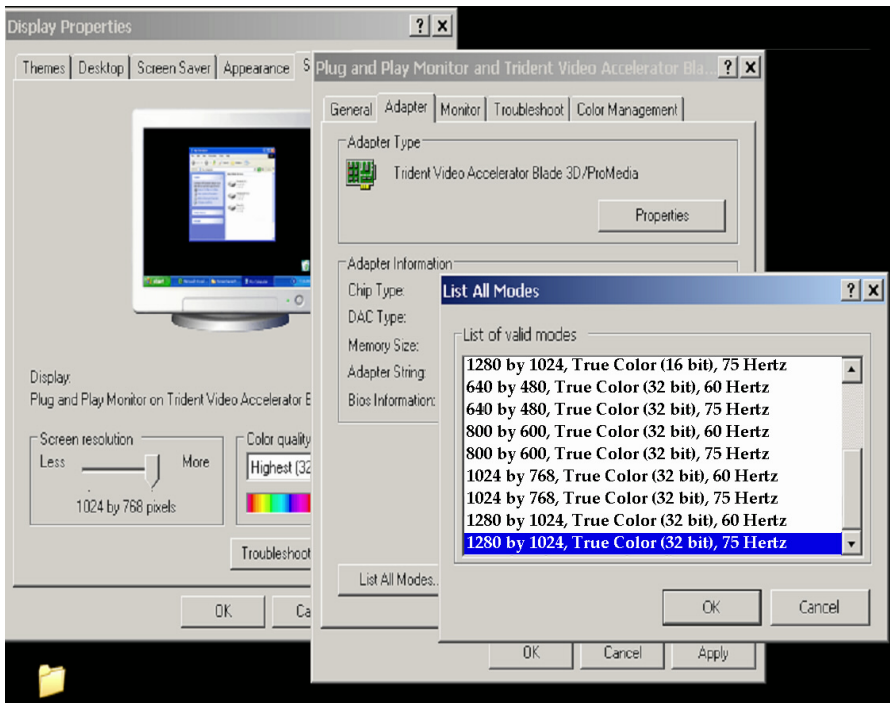 Display Properties
Themes
Desktop
Screen Saver
Appearance
S
Display:
Plug and Play Monitor on Trident Video Accelerator B
Screen resolution
Less
More
1024 by 768 pixels
Color quality
Highest (32
Troubleshoot
OK
Ca
Plug and Play Monitor and Trident Video Accelerator Bla...
General
Adapter
Monitor
Troubleshoot
Color Management
Adapter Type
Trident Video Accelerator Blade 3D/ProMedia
Properties
Adapter Information
Chip Type:
DAC Type:
Memory Size:
Adapter String:
Bios Information:
List All Modes..
OK
Cancel
Apply
List All Modes
List of valid modes
1280 by 1024, True Color (16 bit), 75 Hertz
640 by 480, True Color (32 bit), 60 Hertz
640 by 480, True Color (32 bit), 75 Hertz
800 by 600, True Color (32 bit), 60 Hertz
800 by 600, True Color (32 bit), 75 Hertz
1024 by 768, True Color (32 bit), 60 Hertz
1024 by 768, True Color (32 bit), 75 Hertz
1280 by 1024, True Color (32 bit), 60 Hertz
1280 by 1024, True Color (32 bit), 75 Hertz
OK
Cancel